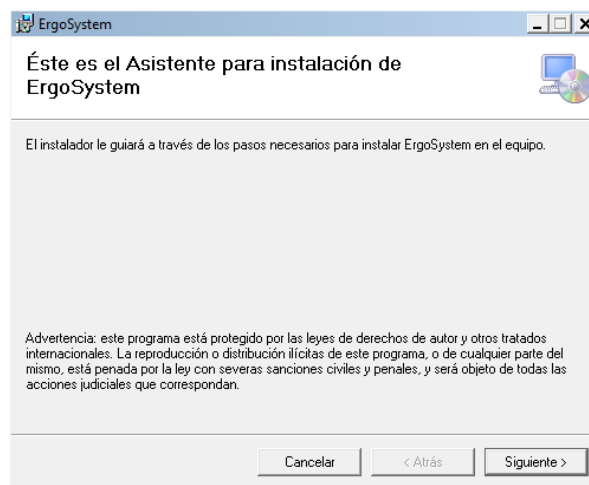 ErgoSystem
Éste es el Asistente para instalación de
ErgoSystem
El instalador le guiará a través de los pasos necesarios para instalar ErgoSystem en el equipo.
Advertencia: este programa está protegido por las leyes de derechos de autor y otros tratados
internacionales. La reproducción o distribución ilícitas de este programa, o de cualquier parte del
mismo, está penada por la ley con severas sanciones civiles y penales, y será objeto de todas las
acciones judiciales que correspondan.
Cancelar < Atrás Siguiente >